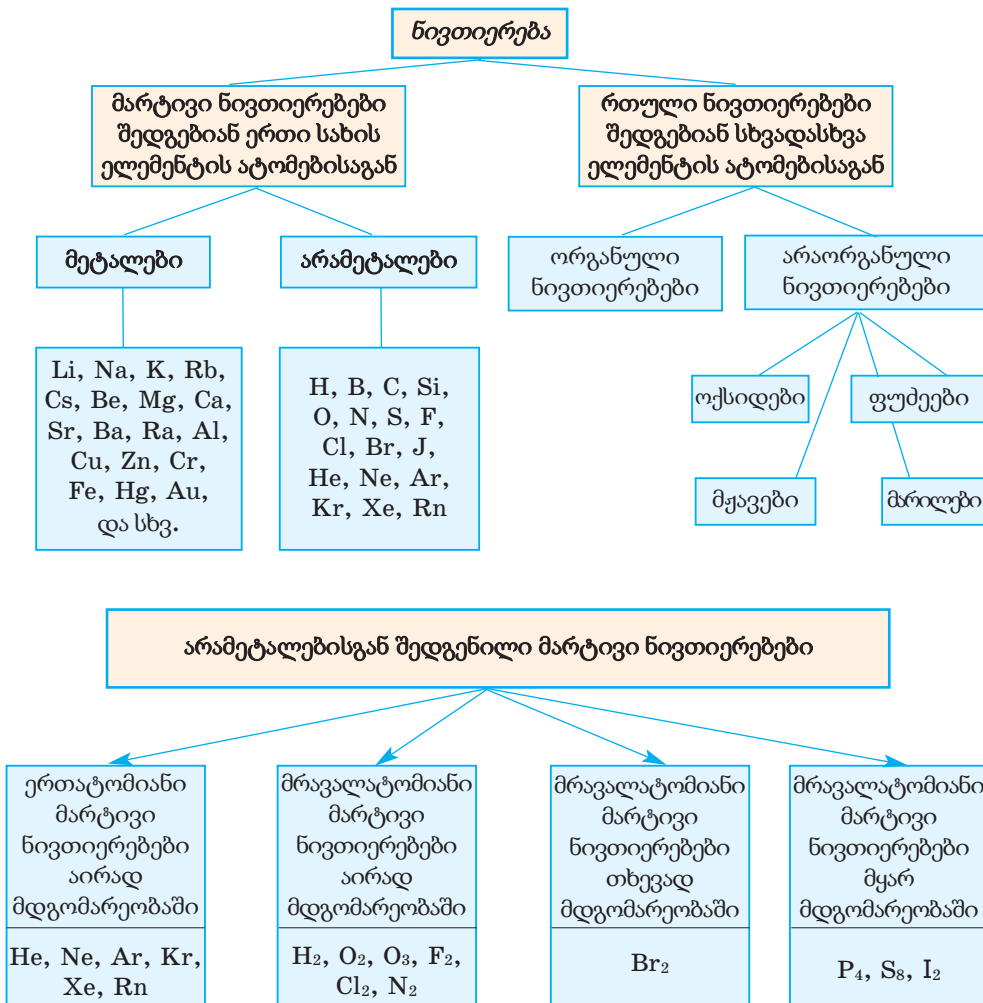 ნივთიერება
მარტივი ნივთიერებები
შედგებიან ერთი სახის
ელემენტის ატომებისაგან
რთული ნივთიერებები
შედგებიან სხვადასხვა
ელემენტის ატომებისაგან
მეტალები
არამეტალები
ორგანული
ნივთიერებები
არაორგანული
ნივთიერებები
Li, Na, K, Rb,
Cs, Be, Mg, Ca,
Sr, Ba, Ra, Al,
Cu, Zn, Cr,
Fe, Hg, Au,
და სხვ.
H, B, C, Si,
O, N, S, F,
Cl, Br, J,
He, Ne, Ar,
Kr, Xe, Rn
ოქსიდები
ფუძეები
მჟავები
მარილები
არამეტალებისგან შედგენილი მარტივი ნივთიერებები
ერთატომიანი
მარტივი
ნივთიერებები
აირად
მდგომარეობაში
He, Ne, Ar, Kr,
Xe, Rn
მრავალატომიანი
მარტივი
ნივთიერებები
აირად
მდგომარეობაში
H₂, O₂, O₃, F₂,
Cl₂, N₂
მრავალატომიანი
მარტივი
ნივთიერებები
თხევად
მდგომარეობაში
Br₂
მრავალატომიანი
მარტივი
ნივთიერებები
მყარ
მდგომარეობაში
P₄, S₈, I₂